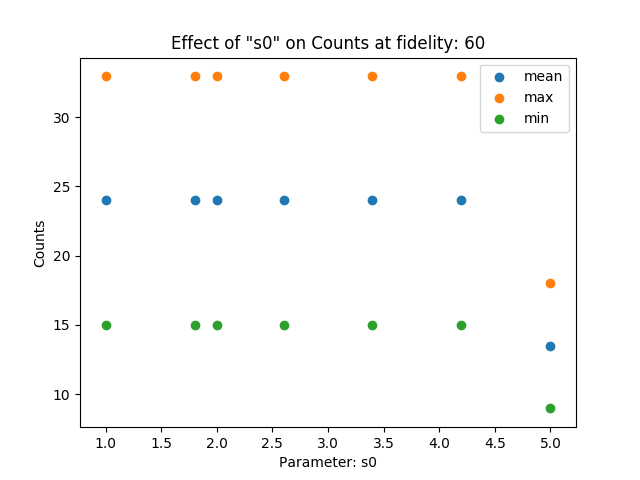 Effect of "s0" on Counts at fidelity: 60
mean
max
min
Counts
30
25
20
15
10
1.0 1.5 2.0 2.5 3.0 3.5 4.0 4.5 5.0
Parameter: s0